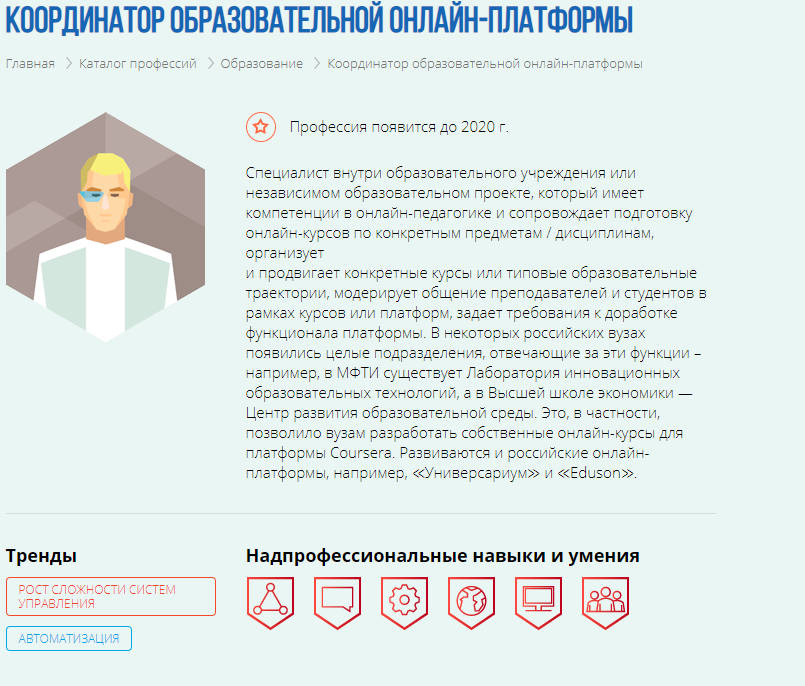 КООРДИНАТОР ОБРАЗОВАТЕЛЬНОЙ ОНЛАЙН-ПЛАТФОРМЫ
Главная > Каталог профессий > Образование > Координатор образовательной онлайн-платформы
Профессия появится до 2020 г.
Специалист внутри образовательного учреждения или
независимом образовательном проекте, который имеет
компетенции в онлайн-педагогике и сопровождает подготовку
онлайн-курсов по конкретным предметам / дисциплинам,
организует
и продвигает конкретные курсы или типовые образовательные
траектории, модерирует общение преподавателей и студентов в
рамках курсов или платформ, задает требования к доработке
функционала платформы. В некоторых российских вузах
появились целые подразделения, отвечающие за эти функции –
например, в МФТИ существует Лаборатория инновационных
образовательных технологий, а в Высшей школе экономики —
Центр развития образовательной среды. Это, в частности,
позволило вузам разработать собственные онлайн-курсы для
платформы Coursera. Развиваются и российские онлайн-
платформы, например, «Универсариум» и «Eduson».
Тренды
РОСТ СЛОЖНОСТИ СИСТЕМ
УПРАВЛЕНИЯ
АВТОМАТИЗАЦИЯ
Надпрофессиональные навыки и умения